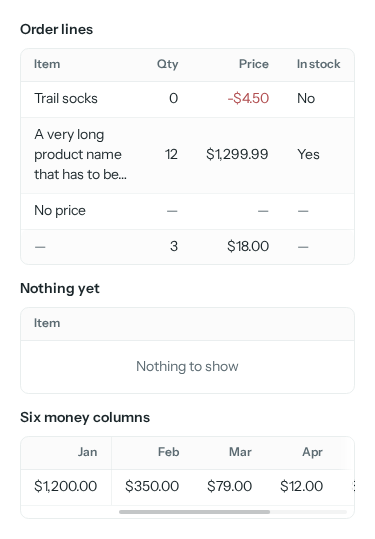 Order lines
Item Qty Price In stock
Trail socks 0 -$4.50 No
A very long
product name
that has to be… 12 $1,299.99 Yes
No price — — —
— 3 $18.00 —
Nothing yet
Item
Nothing to show
Six money columns
Jan Feb Mar Apr
$1,200.00 $350.00 $79.00 $12.00